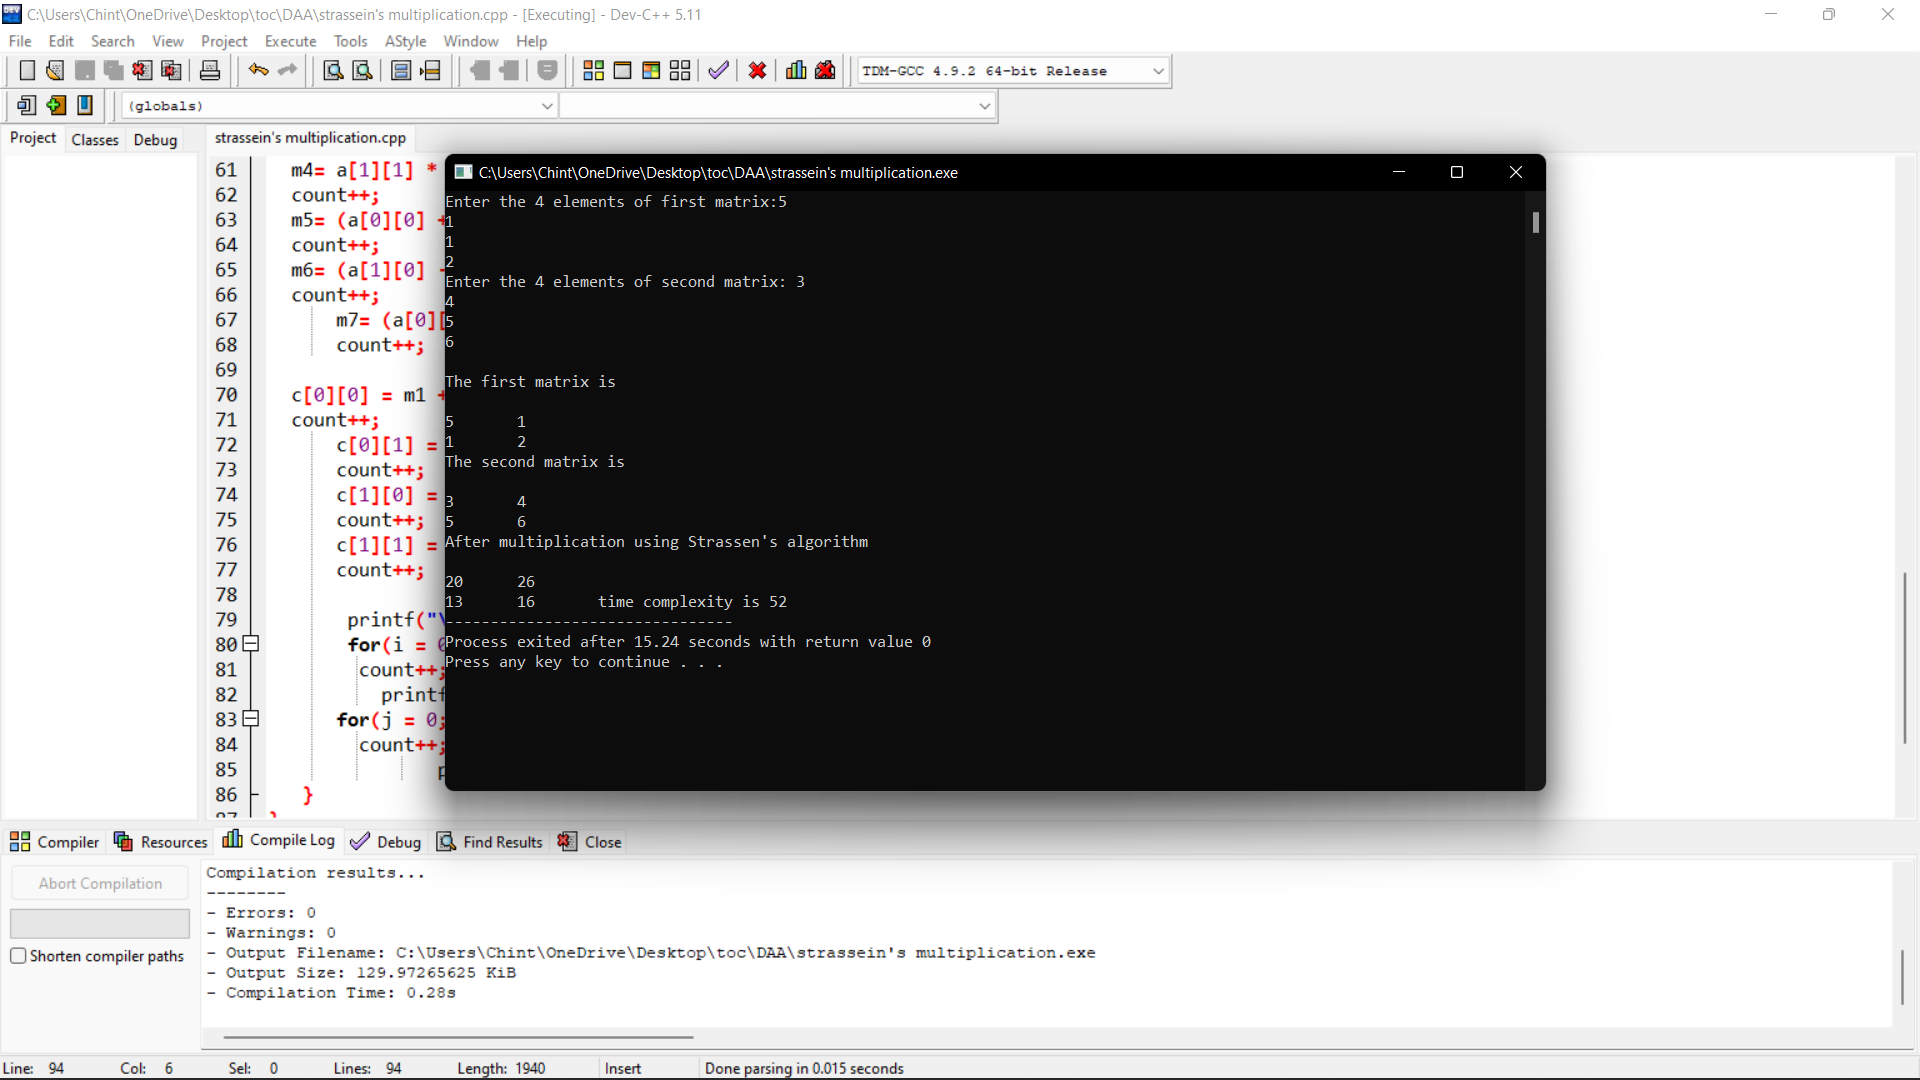 C:\Users\Chint\OneDrive\Desktop\toc\DAA\strassein's multiplication.cpp - [Executing] - Dev-C++ 5.11
File Edit Search View Project Execute Tools AStyle Window Help
TDM-GCC 4.9.2 64-bit Release
(globals)
Project Classes Debug
strassein's multiplication.cpp
61 m4= a[1][1] *
62 count++;
63 m5= (a[0][0] +
64 count++;
65 m6= (a[1][0] -
66 count++;
67 m7= (a[0][
68 count++;
69
70 c[0][0] = m1 +
71 count++;
72 c[0][1] =
73 count++;
74 c[1][0] =
75 count++;
76 c[1][1] =
77 count++;
78
79 printf("\
80 for(i = 0
81 count++;
82 printf
83 for(j = 0;
84 count++;
85 p
86 }
87 }
C:\Users\Chint\OneDrive\Desktop\toc\DAA\strassein's multiplication.exe
Enter the 4 elements of first matrix:5
1
1
2
Enter the 4 elements of second matrix: 3
4
5
6
The first matrix is
5 1
1 2
The second matrix is
3 4
5 6
After multiplication using Strassen's algorithm
20 26
13 16 time complexity is 52
--------------------------------
Process exited after 15.24 seconds with return value 0
Press any key to continue . . .
Compiler Resources Compile Log Debug Find Results Close
Abort Compilation
Shorten compiler paths
Compilation results...
--------
- Errors: 0
- Warnings: 0
- Output Filename: C:\Users\Chint\OneDrive\Desktop\toc\DAA\strassein's multiplication.exe
- Output Size: 129.97265625 KiB
- Compilation Time: 0.28s
Line: 94 Col: 6 Sel: 0 Lines: 94 Length: 1940 Insert Done parsing in 0.015 seconds